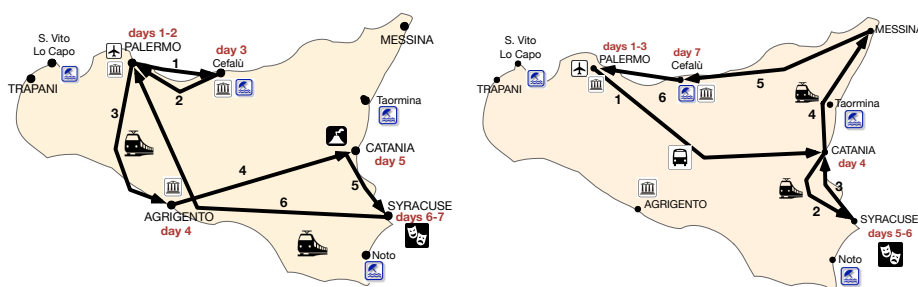 days 1-2
PALERMO
day 3
Cefalù
MESSINA
S. Vito
Lo Capo
TRAPANI
1
2
3
Taormina
CATANIA
day 5
4
5
6
AGRIGENTO
day 4
SYRACUSE
days 6-7
Noto
days 1-3
PALERMO
day 7
Cefalù
MESSINA
S. Vito
Lo Capo
TRAPANI
5
6
1
4
Taormina
CATANIA
day 4
3
2
AGRIGENTO
SYRACUSE
days 5-6
Noto